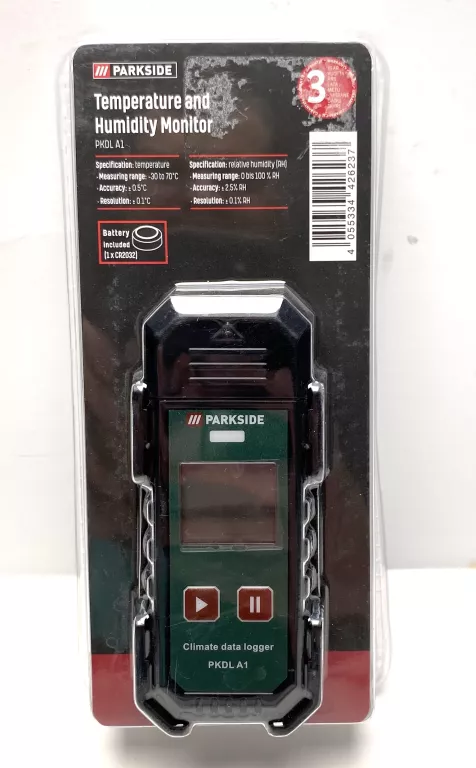 PARKSIDE
Temperature and
Humidity Monitor
PKDL A1
Specification: temperature
· Measuring range: -30 to 70°C
· Accuracy: ± 0.5°C
· Resolution: ± 0.1°C
Specification: relative humidity (RH)
· Measuring range: 0 bis 100 % RH
· Accuracy: ± 2.5% RH
· Resolution: ± 0.1% RH
Battery
included
(1 x CR2032)
3
4 055334 426237
PARKSIDE
Climate data logger
PKDL A1